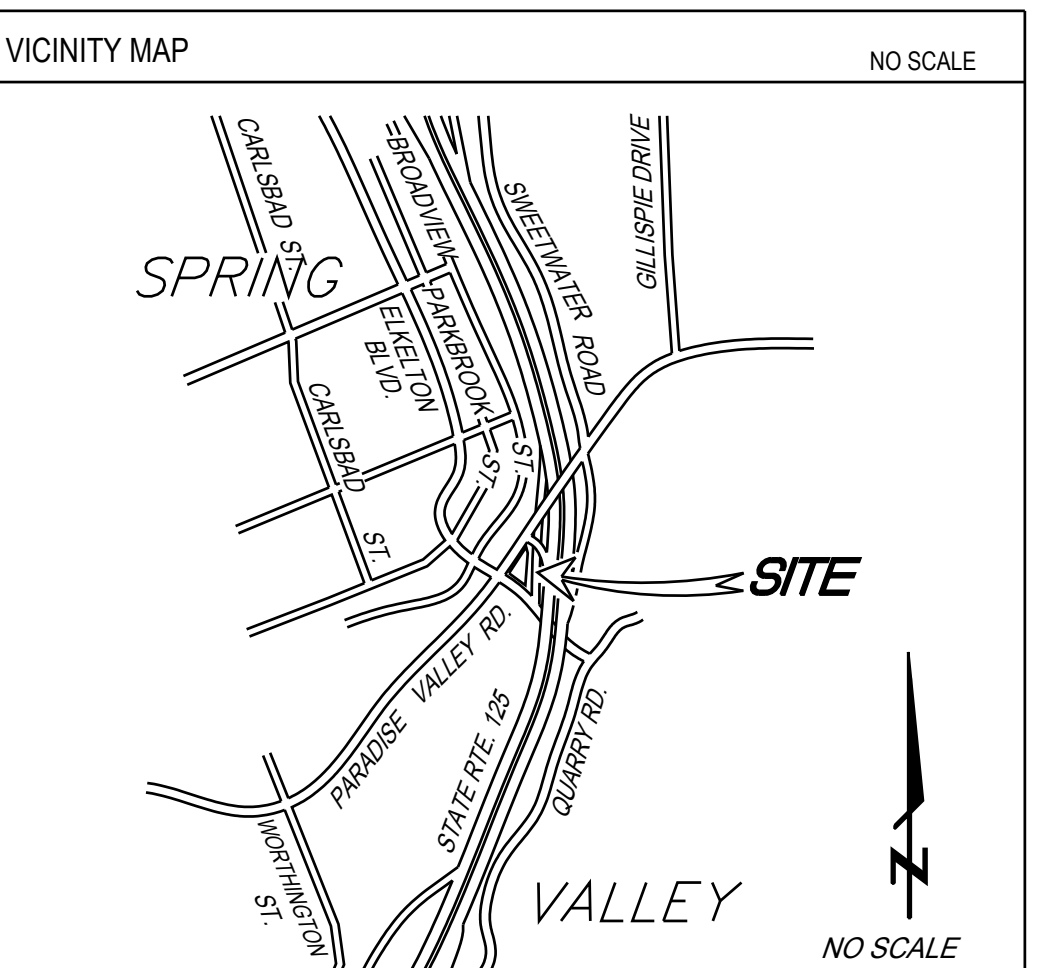 VICINITY MAP
NO SCALE
CARLSBAD ST.
BROADVIEW
SWEETWATER ROAD
GILLISPIE DRIVE
SPRING
PARKBROOK
ELKELTON
BLVD.
CARLSBAD
ST.
ST.
ST.
SITE
PARADISE VALLEY RD.
STATE RTE. 125
QUARRY RD.
WORTHINGTON
ST.
VALLEY
N
NO SCALE